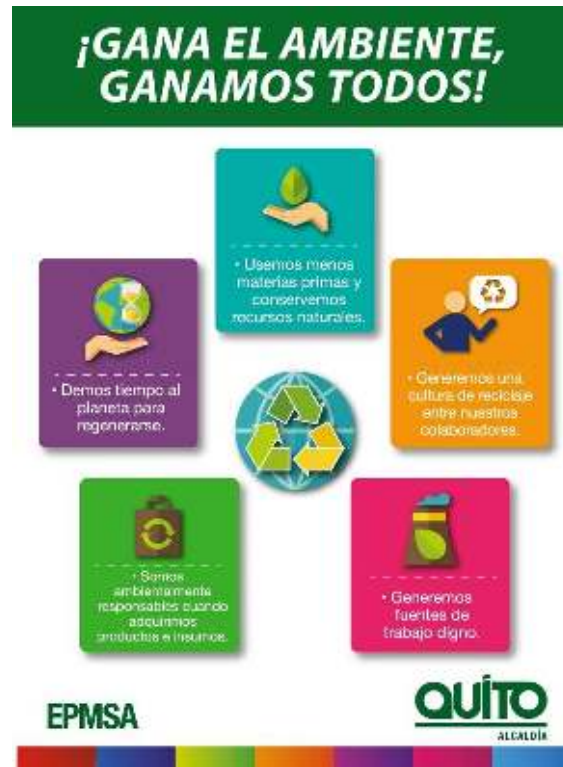 ¡GANA EL AMBIENTE,
GANAMOS TODOS!
• Usemos menos
materias primas y
conservemos
recursos naturales.
• Demos tiempo al
planeta para
regenerarse.
• Generemos una
cultura de reciclaje
entre nuestros
colaboradores.
• Somos
ambientalmente
responsables cuando
adquirimos
productos e insumos.
• Generemos
fuentes de
trabajo digno.
EPMSA
QUÍTO
ALCALDÍA